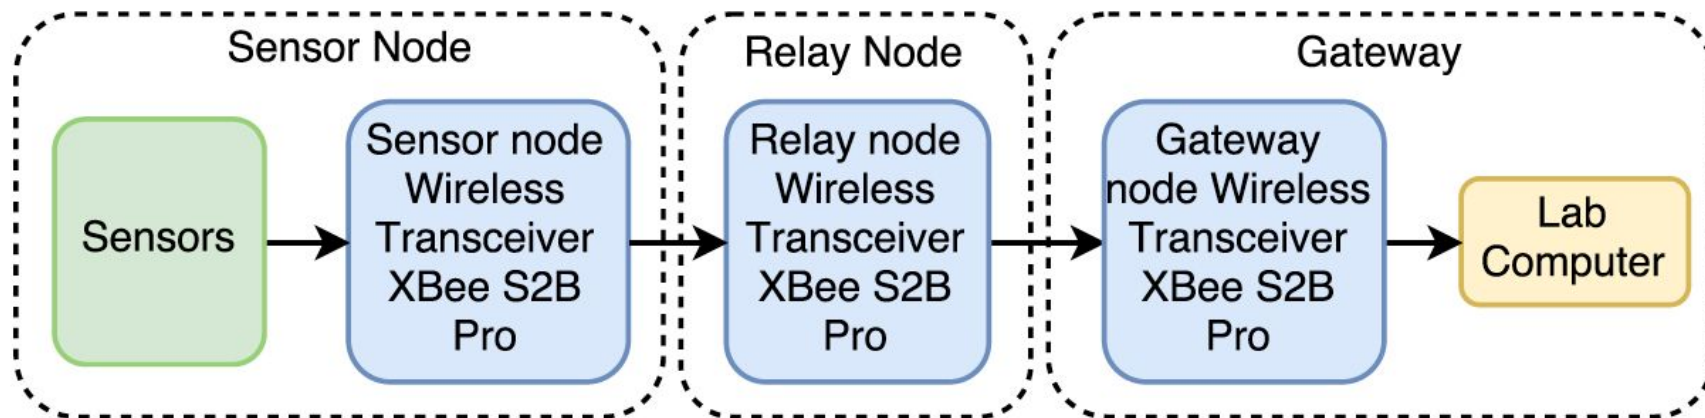 Sensor Node
Sensors
Sensor node
Wireless
Transceiver
XBee S2B
Pro
Relay Node
Relay node
Wireless
Transceiver
XBee S2B
Pro
Gateway
Gateway
node Wireless
Transceiver
XBee S2B
Pro
Lab
Computer